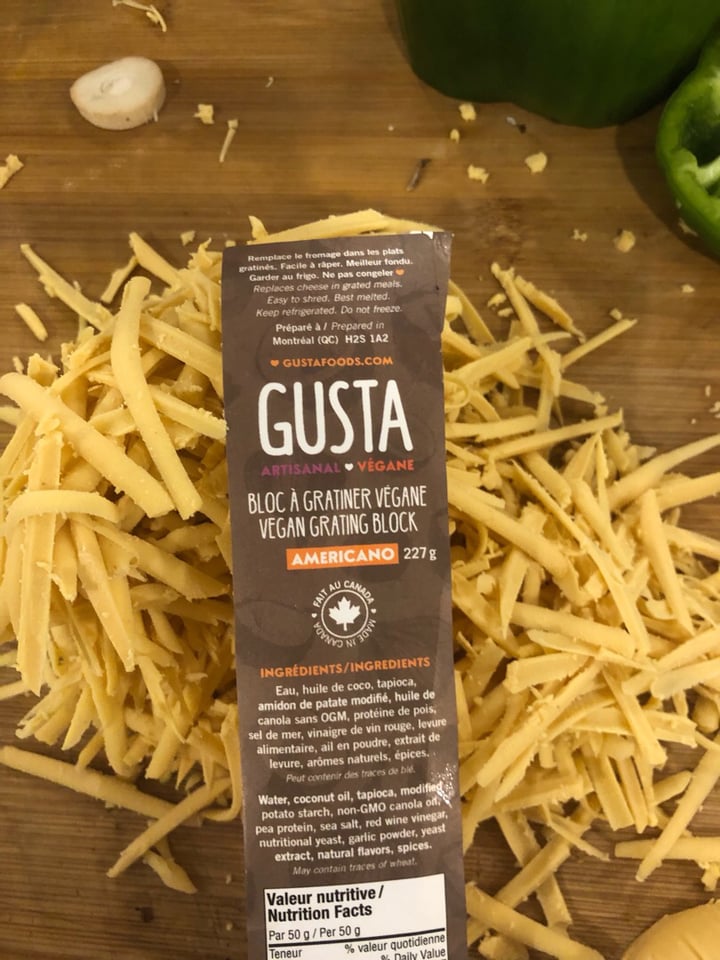 Remplace le fromage dans les plats
gratinés. Facile à râper. Meilleur fondu.
Garder au frigo. Ne pas congeler ♥
Replaces cheese in grated meals.
Easy to shred. Best melted.
Keep refrigerated. Do not freeze.
Préparé à / Prepared in
Montréal (QC) H2S 1A2
♥ GUSTAFOODS.COM
GUSTA
ARTISANAL ♥ VÉGANE
BLOC À GRATINER VÉGANE
VEGAN GRATING BLOCK
AMERICANO 227 g
FAIT AU CANADA
MADE IN CANADA
INGRÉDIENTS/INGREDIENTS
Eau, huile de coco, tapioca,
amidon de patate modifié, huile de
canola sans OGM, protéine de pois,
sel de mer, vinaigre de vin rouge, levure
alimentaire, ail en poudre, extrait de
levure, arômes naturels, épices.
Peut contenir des traces de blé.
Water, coconut oil, tapioca, modified
potato starch, non-GMO canola oil,
pea protein, sea salt, red wine vinegar,
nutritional yeast, garlic powder, yeast
extract, natural flavors, spices.
May contain traces of wheat.
Valeur nutritive /
Nutrition Facts
Par 50 g / Per 50 g
Teneur % valeur quotidienne
% Daily Value